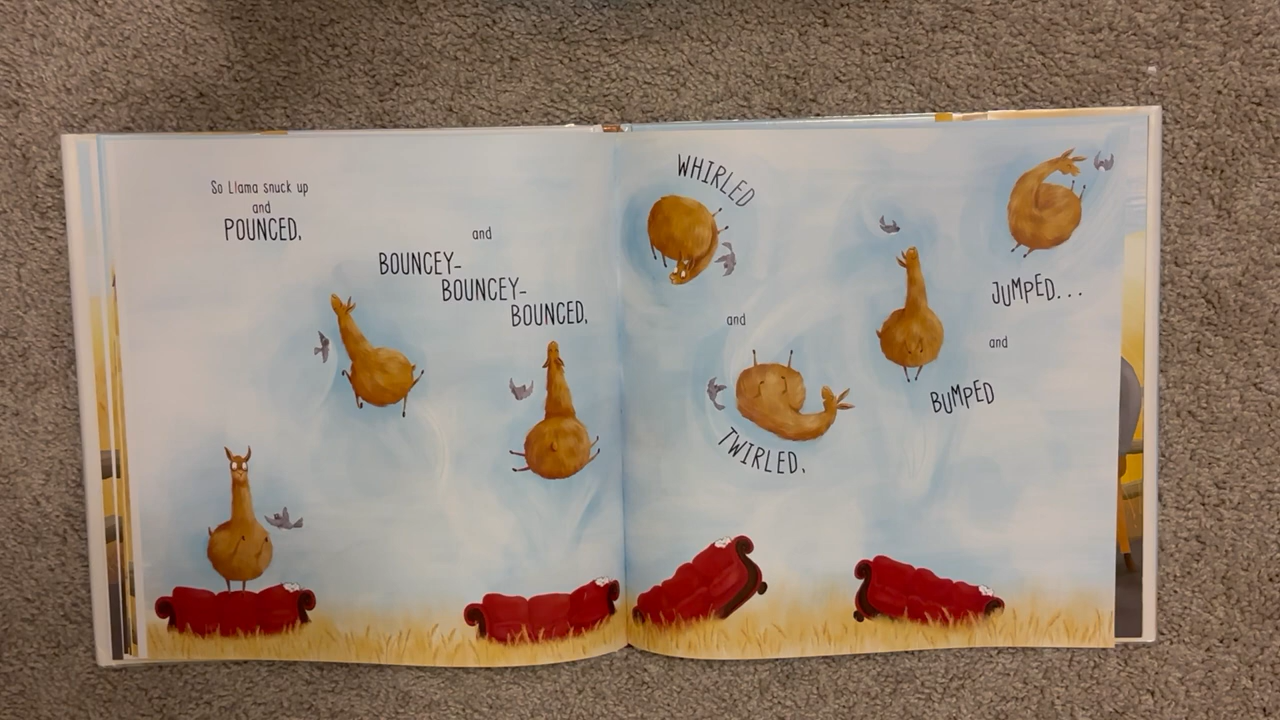 So Llama snuck up
and
POUNCED,
and
BOUNCEY-
BOUNCEY-
BOUNCED,
WHIRLED
and
TWIRLED,
BUMPED
and
JUMPED...